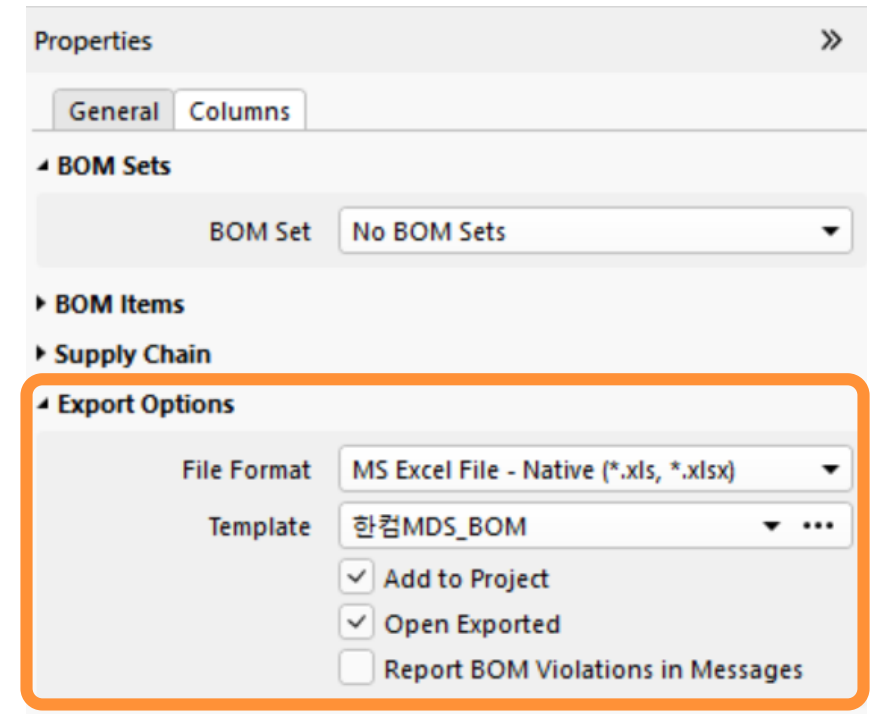 Properties
General Columns
BOM Sets
BOM Set No BOM Sets
BOM Items
Supply Chain
Export Options
File Format MS Excel File - Native (*.xls, *.xlsx)
Template 한컴MDS_BOM ...
Add to Project
Open Exported
Report BOM Violations in Messages